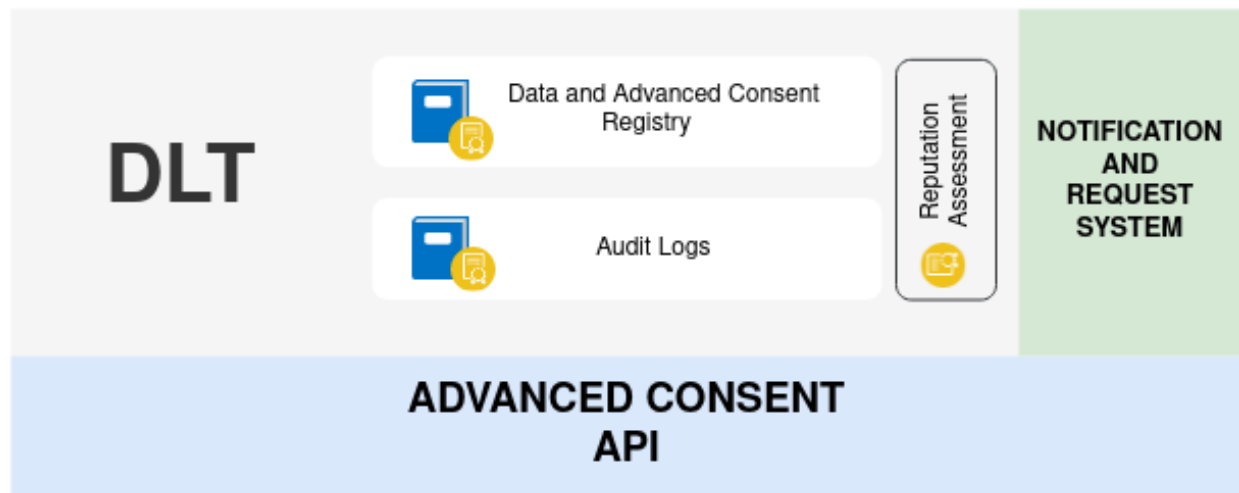 DLT
Data and Advanced Consent
Registry
Audit Logs
Reputation
Assessment
NOTIFICATION
AND
REQUEST
SYSTEM
ADVANCED CONSENT
API